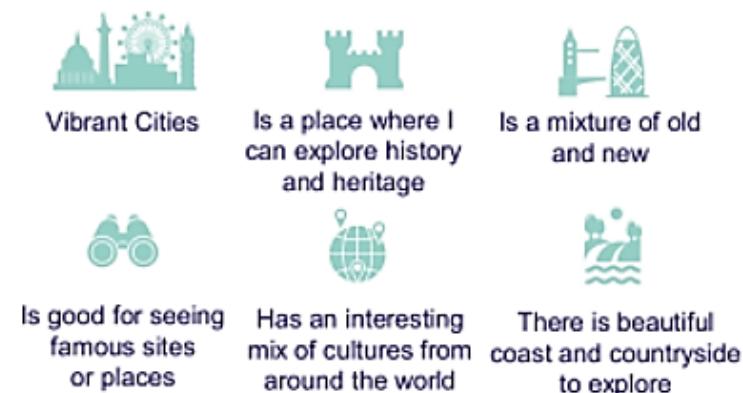 Vibrant Cities
Is a place where I
can explore history
and heritage
Is a mixture of old
and new
Is good for seeing
famous sites
or places
Has an interesting
mix of cultures from
around the world
There is beautiful
coast and countryside
to explore